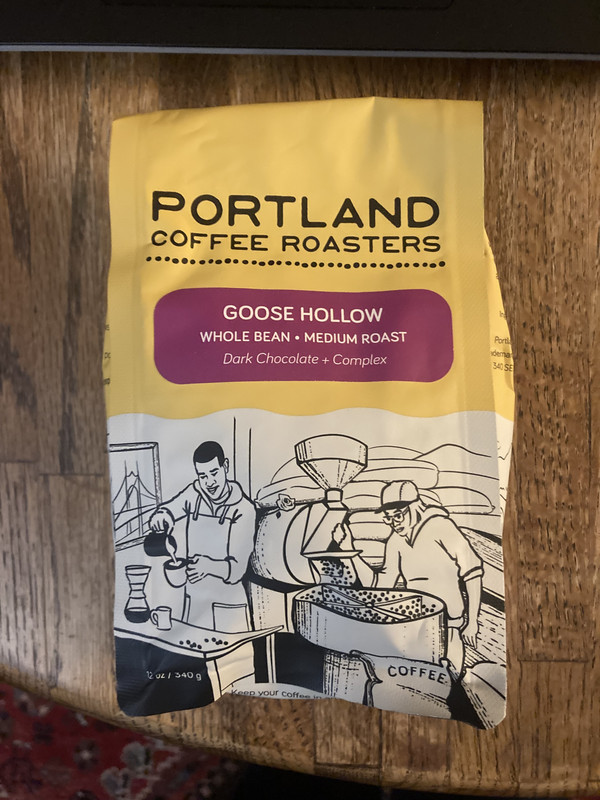 PORTLAND
COFFEE ROASTERS
GOOSE HOLLOW
WHOLE BEAN • MEDIUM ROAST
Dark Chocolate + Complex
COFFEE
12 oz / 340 g
Keep your coffee in